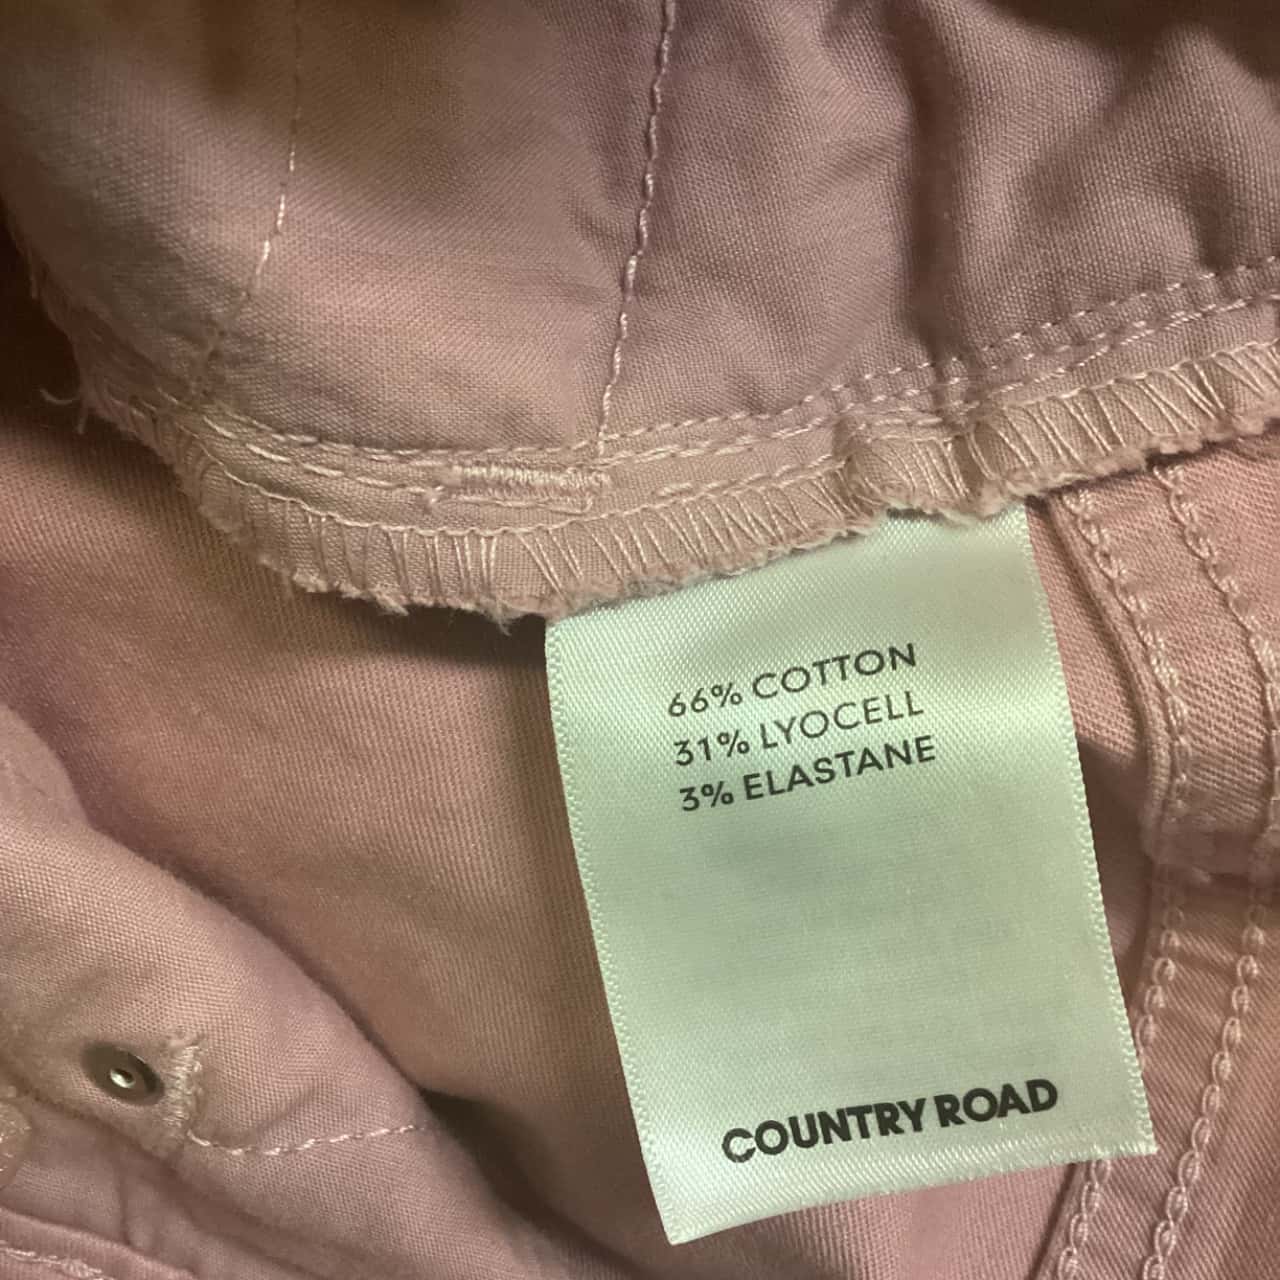 66% COTTON
31% LYOCELL
3% ELASTANE
COUNTRY ROAD